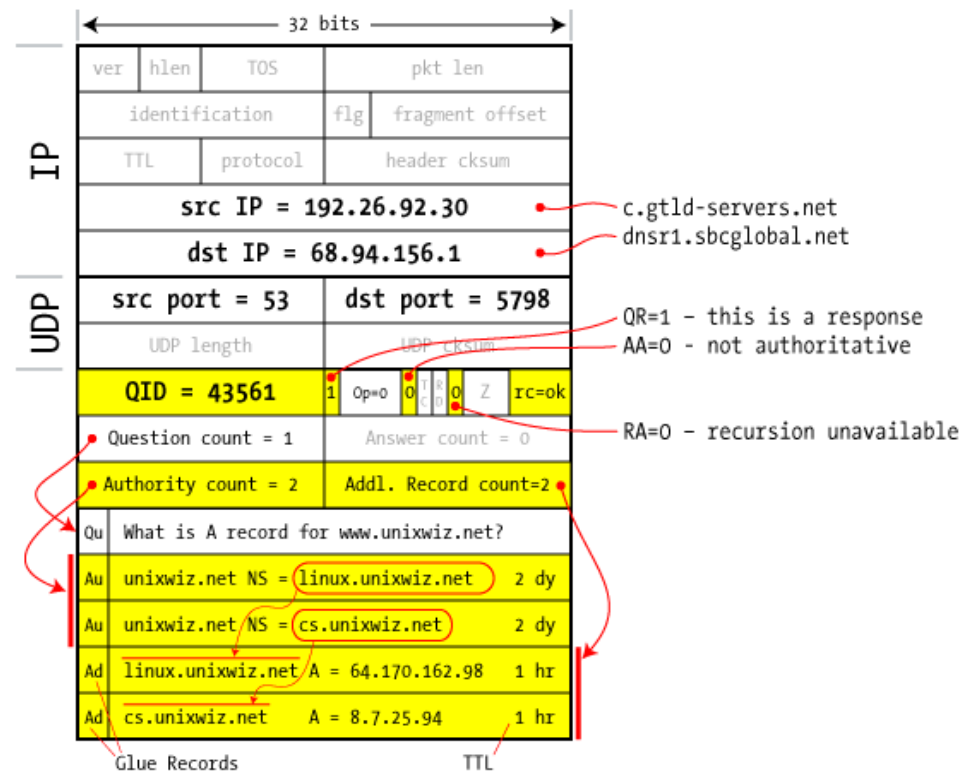 32 bits
IP
ver hlen TOS pkt len
identification flg fragment offset
TTL protocol header cksum
src IP = 192.26.92.30
c.gtld-servers.net
dst IP = 68.94.156.1
dnsr1.sbcglobal.net
UDP
src port = 53 dst port = 5798
QR=1 – this is a response
UDP length UDP cksum
AA=0 - not authoritative
QID = 43561 1 Op=0 0 TC RD 0 Z rc=ok
Question count = 1 Answer count = 0
RA=0 – recursion unavailable
Authority count = 2 Addl. Record count=2
Qu What is A record for www.unixwiz.net?
Au unixwiz.net NS = linux.unixwiz.net 2 dy
Au unixwiz.net NS = cs.unixwiz.net 2 dy
Ad linux.unixwiz.net A = 64.170.162.98 1 hr
Ad cs.unixwiz.net A = 8.7.25.94 1 hr
Glue Records TTL